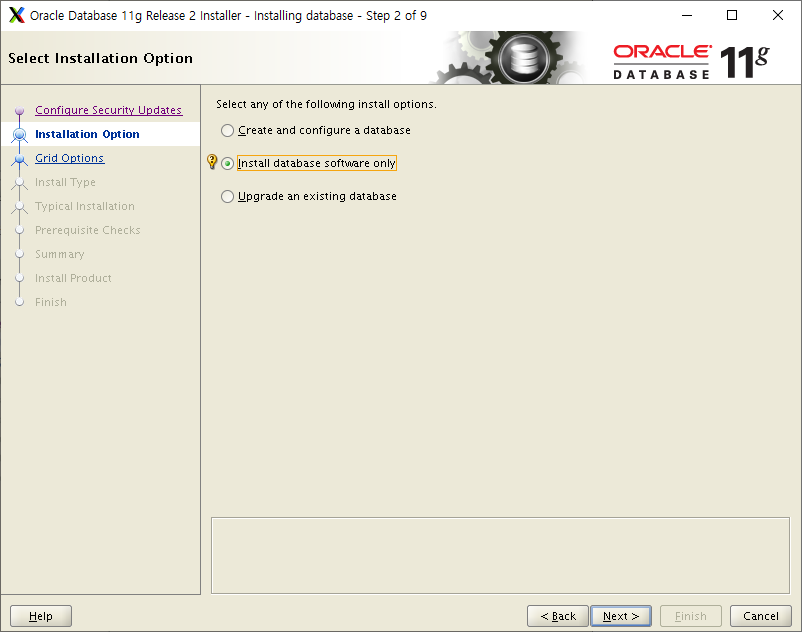 Oracle Database 11g Release 2 Installer - Installing database - Step 2 of 9
Select Installation Option
ORACLE
DATABASE
11g
Configure Security Updates
Installation Option
Grid Options
Install Type
Typical Installation
Prerequisite Checks
Summary
Install Product
Finish
Select any of the following install options.
Create and configure a database
Install database software only
Upgrade an existing database
Help
< Back
Next >
Finish
Cancel